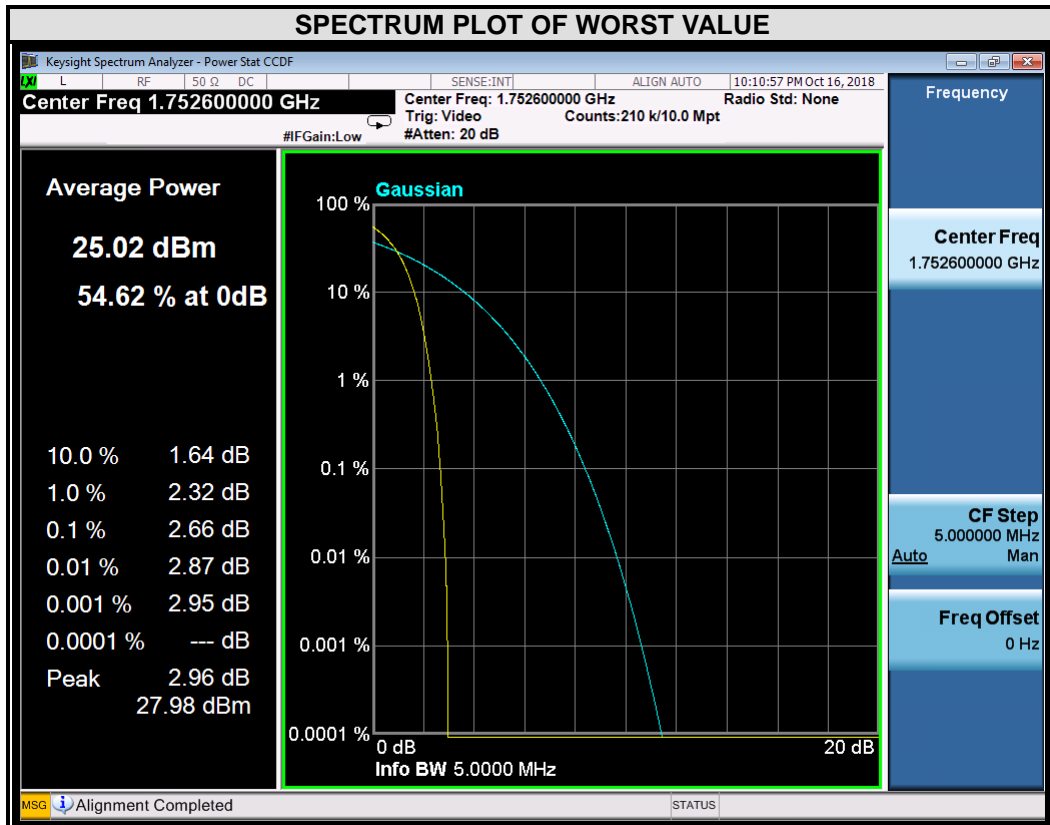 SPECTRUM PLOT OF WORST VALUE
Keysight Spectrum Analyzer - Power Stat CCDF
LXI L RF 50 Ω DC SENSE:INT ALIGN AUTO 10:10:57 PM Oct 16, 2018
Center Freq 1.752600000 GHz
Center Freq: 1.752600000 GHz Radio Std: None
Trig: Video Counts:210 k/10.0 Mpt
#IFGain:Low #Atten: 20 dB
Average Power
25.02 dBm
54.62 % at 0dB
10.0 % 1.64 dB
1.0 % 2.32 dB
0.1 % 2.66 dB
0.01 % 2.87 dB
0.001 % 2.95 dB
0.0001 % --- dB
Peak 2.96 dB
27.98 dBm
Gaussian
100 %
10 %
1 %
0.1 %
0.01 %
0.001 %
0.0001 %
0 dB 20 dB
Info BW 5.0000 MHz
Frequency
Center Freq
1.752600000 GHz
CF Step
5.000000 MHz
Auto Man
Freq Offset
0 Hz
MSG Alignment Completed STATUS